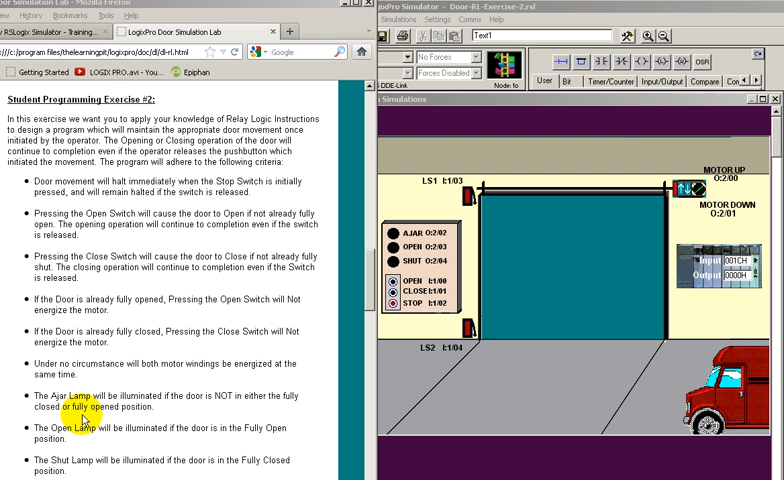 Door Simulator Lab - Mozilla Firefox
History Bookmarks Tools Help
RSLogix Simulator - Training...
LogixPro Door Simulation Lab
:///c:/program files/thelearningpit/logixpro/doc/dl/dl-rl.html
Google
Getting Started LOGIX PRO.avi - You... Epiphan
Student Programming Exercise #2:
In this exercise we want you to apply your knowledge of Relay Logic Instructions
to design a program which will maintain the appropriate door movement once
initiated by the operator. The Opening or Closing operation of the door will
continue to completion even if the operator releases the pushbutton which
initiated the movement. The program will adhere to the following criteria:
Door movement will halt immediately when the Stop Switch is initially
pressed, and will remain halted if the switch is released.
Pressing the Open Switch will cause the door to Open if not already fully
open. The opening operation will continue to completion even if the switch
is released.
Pressing the Close Switch will cause the door to Close if not already fully
shut. The closing operation will continue to completion even if the Switch
is released.
If the Door is already fully opened, Pressing the Open Switch will Not
energize the motor.
If the Door is already fully closed, Pressing the Close Switch will Not
energize the motor.
Under no circumstance will both motor windings be energized at the
same time.
The Ajar Lamp will be illuminated if the door is NOT in either the fully
closed or fully opened position.
The Open Lamp will be illuminated if the door is in the Fully Open
position.
The Shut Lamp will be illuminated if the door is in the Fully Closed
position.
ogixPro Simulator - Door-RL-Exercise-2.rsl
Simulations Settings Comms Help
Text1
No Forces
Forces Disabled
S DDE-Link
Node:1o
OSR
User Bit Timer/Counter Input/Output Compare Con
Simulations
LS1 I:1/03
MOTOR UP
O:2/00
MOTOR DOWN
O:2/01
AJAR O:2/02
OPEN O:2/03
SHUT O:2/04
OPEN I:1/00
CLOSE I:1/01
STOP I:1/02
Input 001CH
Output 0000H
LS2 I:1/04